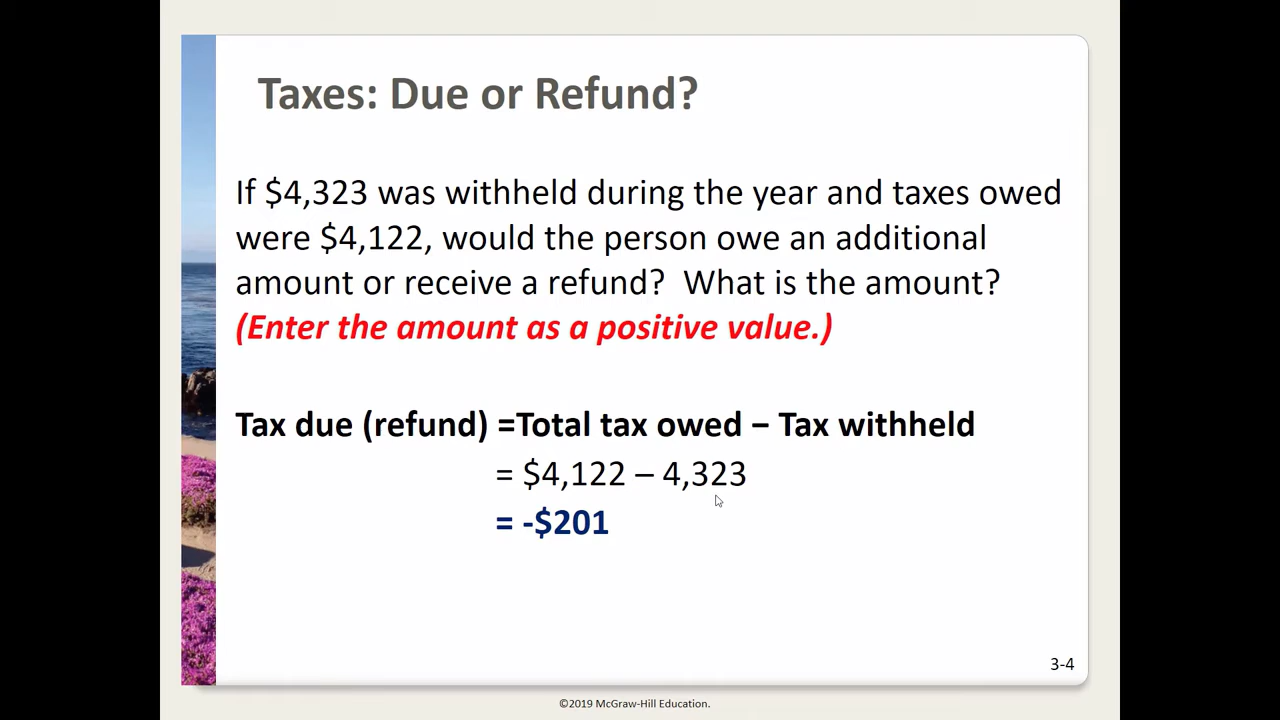 Taxes: Due or Refund?
If $4,323 was withheld during the year and taxes owed
were $4,122, would the person owe an additional
amount or receive a refund?  What is the amount?
(Enter the amount as a positive value.)
Tax due (refund) =Total tax owed − Tax withheld
= $4,122 – 4,323
= -$201
3-4
©2019 McGraw-Hill Education.